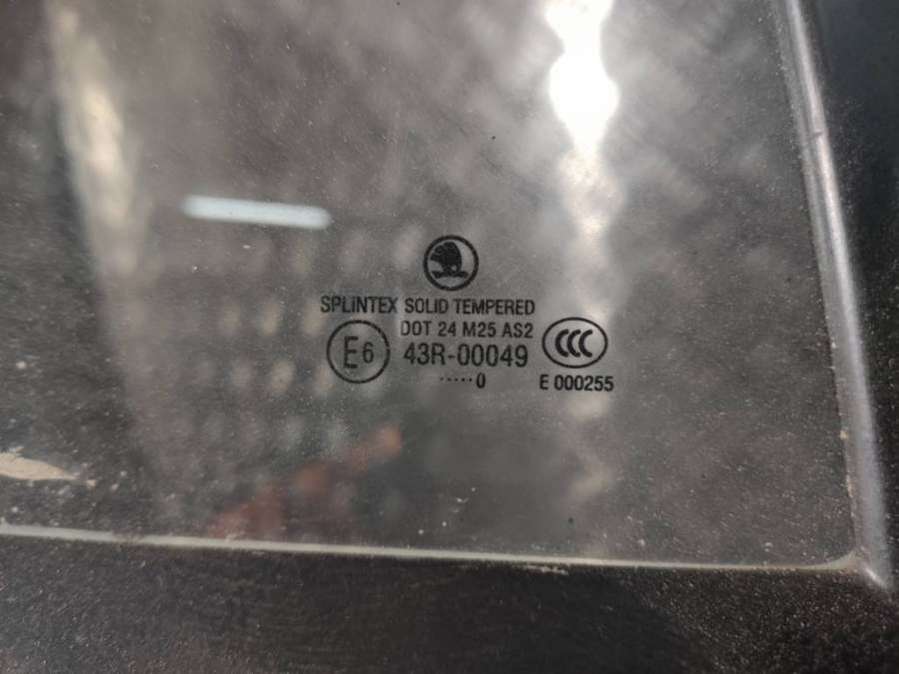 SPLINTEX SOLID TEMPERED
DOT 24 M25 AS2
E6 43R-00049 CCC
·····0 E 000255